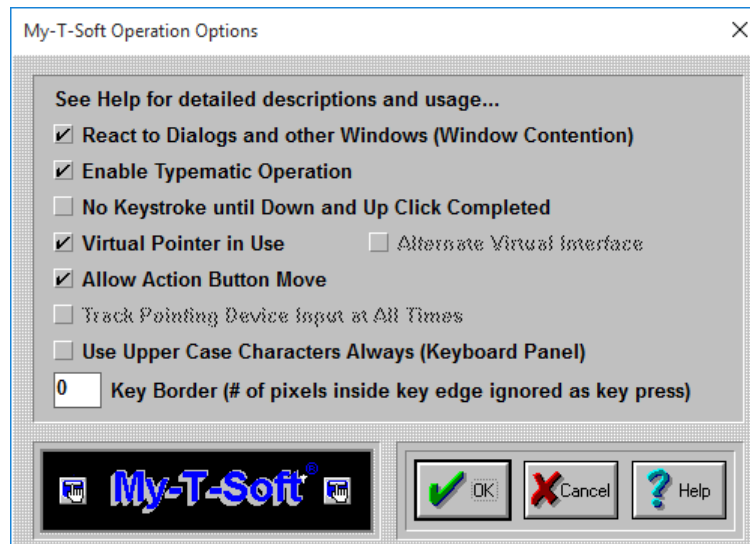 My-T-Soft Operation Options
See Help for detailed descriptions and usage...
React to Dialogs and other Windows (Window Contention)
Enable Typematic Operation
No Keystroke until Down and Up Click Completed
Virtual Pointer in Use Alternate Virtual Interface
Allow Action Button Move
Track Pointing Device Input at All Times
Use Upper Case Characters Always (Keyboard Panel)
0 Key Border (# of pixels inside key edge ignored as key press)
My-T-Soft® OK Cancel Help